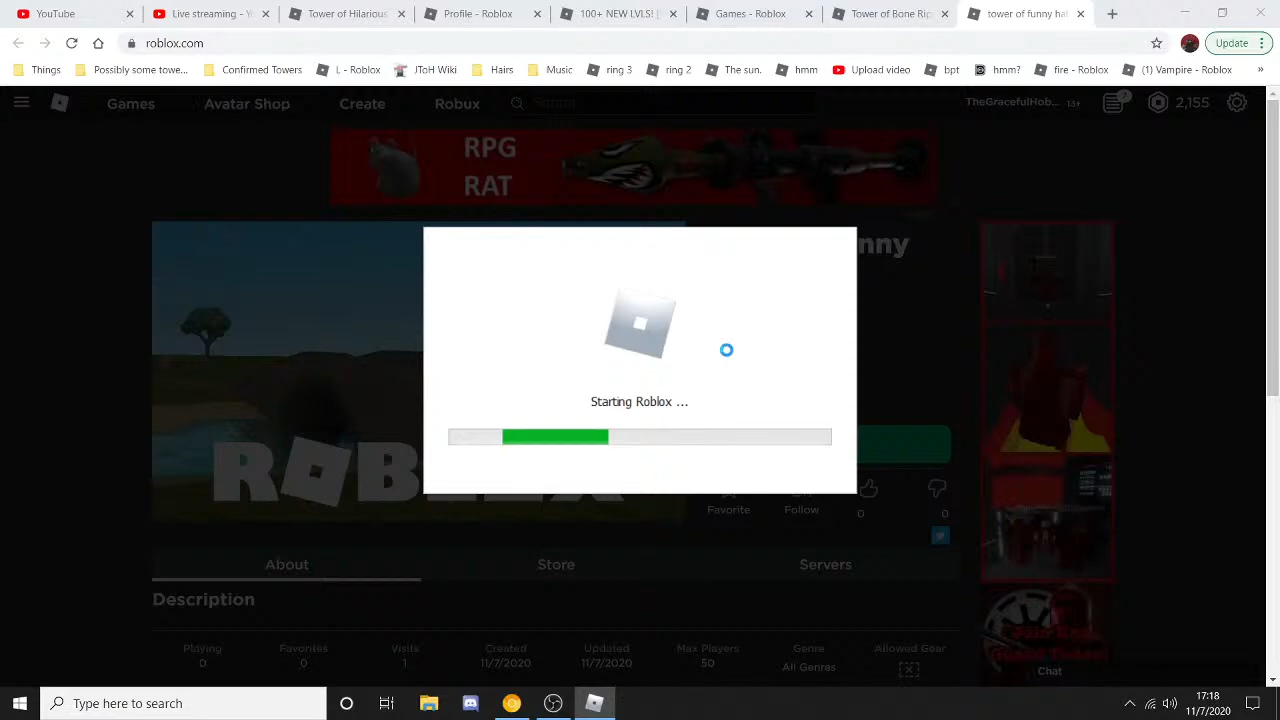 YouTube
Livestreaming - Y
Tower of Hilarious
Profile - Roblox
100+ NEW LVLS! [
Games - Roblox
Tower of Bone Rip
tower of funny hal
roblox.com
Update
Things
Possibly some towe...
Confirmed Towers
L - Roblox
JToH Wiki
Hairs
Music
ring 3
ring 2
The sun.
hmm
Upload video
bpt
hmm?
fire - Roblox
(1) Vampire - Roblox
»
Games
Avatar Shop
Create
Robux
Search
TheGracefulHob...
13+
2,155
RPG
RAT
nny
ROBLOX
Starting Roblox ...
Favorite
Follow
0
0
About
Store
Servers
Description
Playing
Favorites
Visits
Created
Updated
Max Players
Genre
Allowed Gear
0
0
1
11/7/2020
11/7/2020
50
All Genres
Chat
Type here to search
17:18
11/7/2020